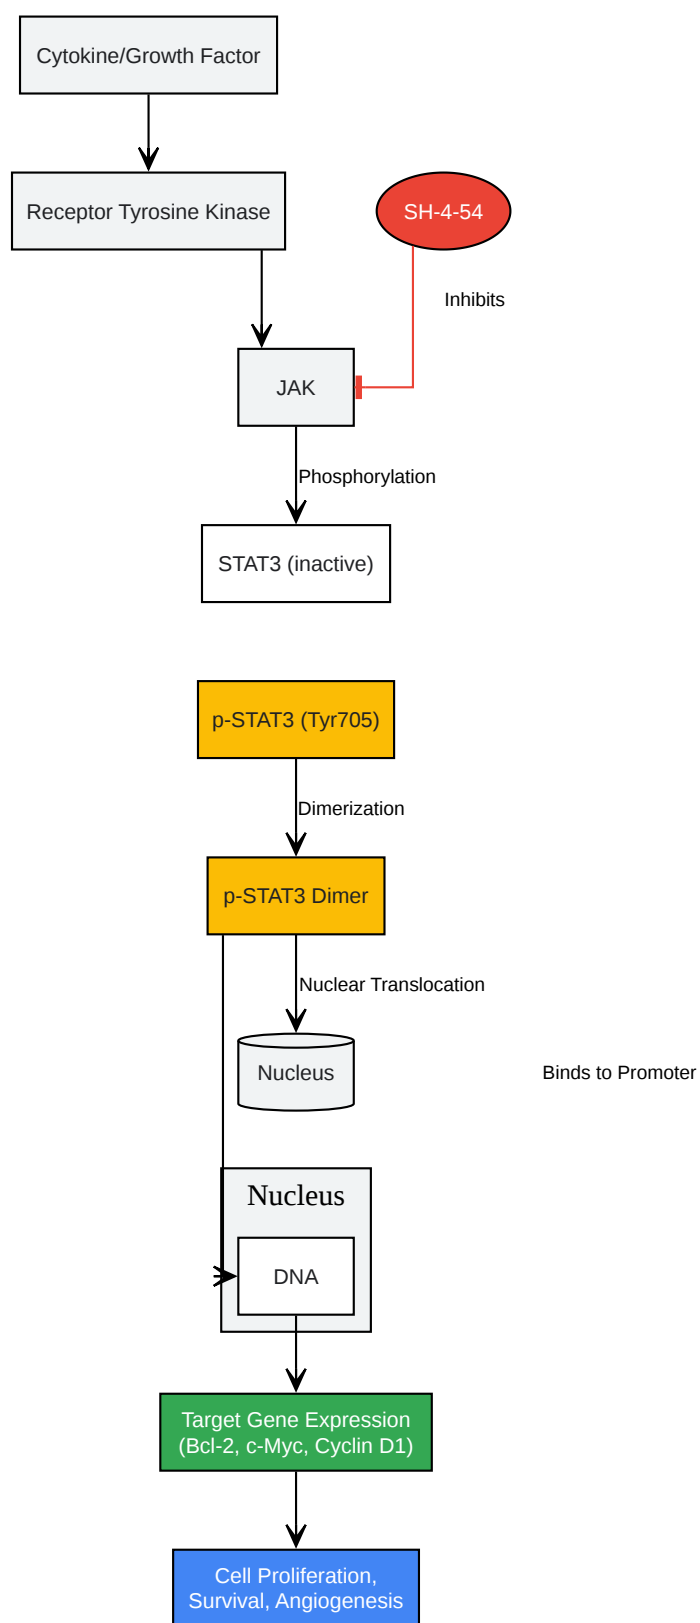 Cytokine/Growth Factor
Receptor Tyrosine Kinase
SH-4-54
Inhibits
JAK
Phosphorylation
STAT3 (inactive)
p-STAT3 (Tyr705)
Dimerization
p-STAT3 Dimer
Nuclear Translocation
Nucleus
Binds to Promoter
Nucleus
DNA
Target Gene Expression
(Bcl-2, c-Myc, Cyclin D1)
Cell Proliferation,
Survival, Angiogenesis